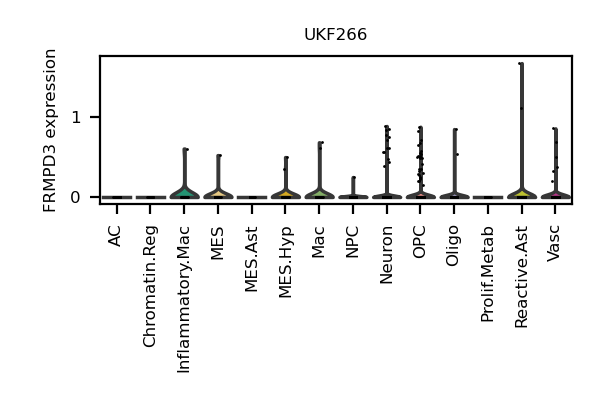 UKF266
FRMPD3 expression
1
0
AC
Chromatin.Reg
Inflammatory.Mac
MES
MES.Ast
MES.Hyp
Mac
NPC
Neuron
OPC
Oligo
Prolif.Metab
Reactive.Ast
Vasc